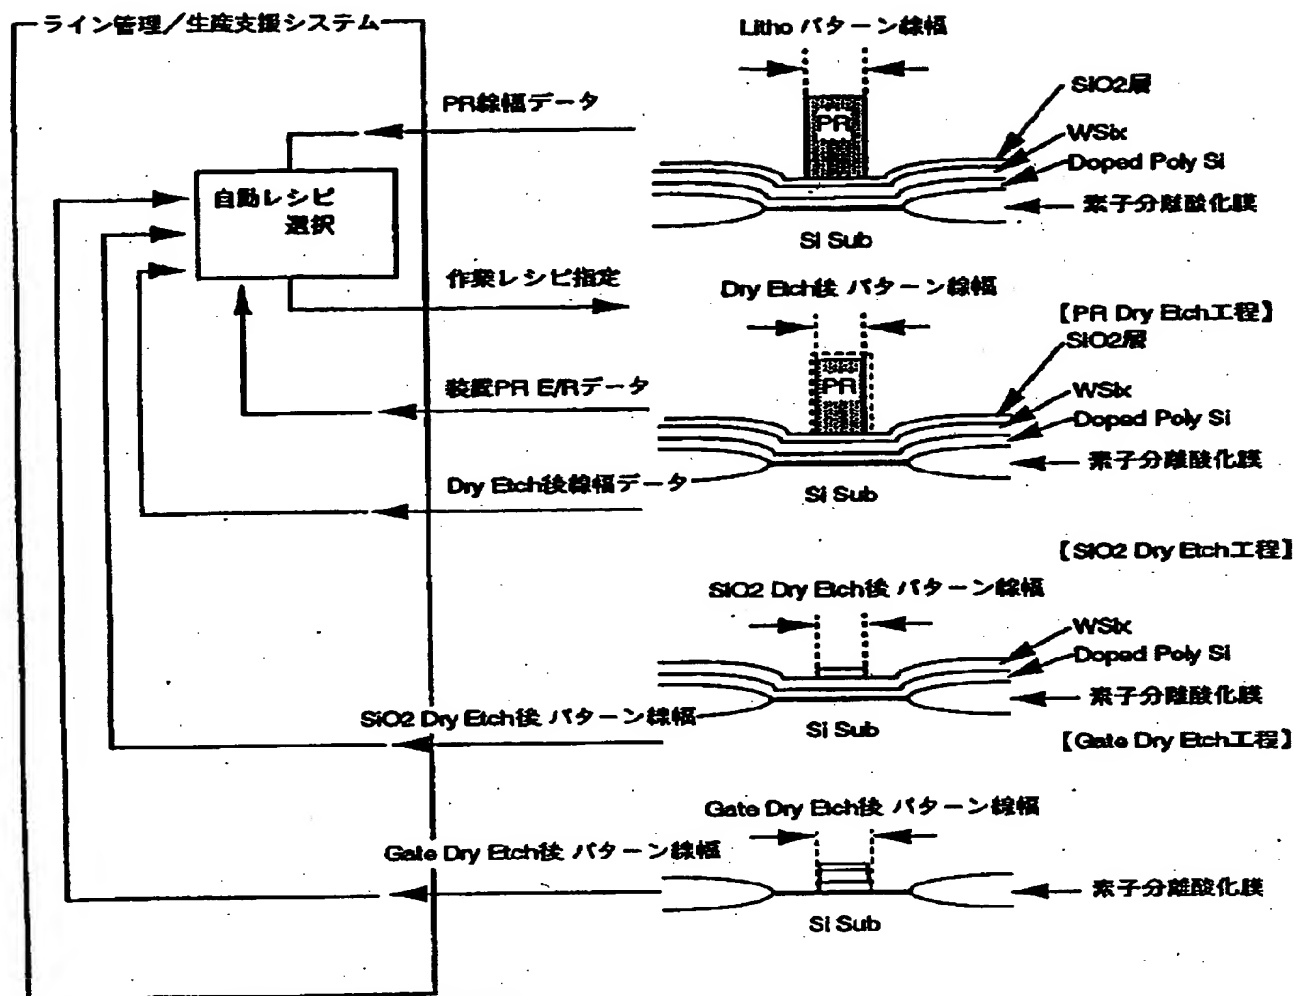 ライン管理／生産支援システム
Litho パターン線幅
PR線幅データ
PR
SiO2層
WSix
Doped Poly Si
素子分離酸化膜
Si Sub
自動レシピ
選択
作業レシピ指定
Dry Etch後 パターン線幅
【PR Dry Etch工程】
SiO2層
PR
WSix
Doped Poly Si
素子分離酸化膜
Si Sub
装置PR E/Rデータ
Dry Etch後線幅データ
【SiO2 Dry Etch工程】
SiO2 Dry Etch後 パターン線幅
WSix
Doped Poly Si
素子分離酸化膜
Si Sub
SiO2 Dry Etch後 パターン線幅
【Gate Dry Etch工程】
Gate Dry Etch後 パターン線幅
Gate Dry Etch後 パターン線幅
素子分離酸化膜
Si Sub